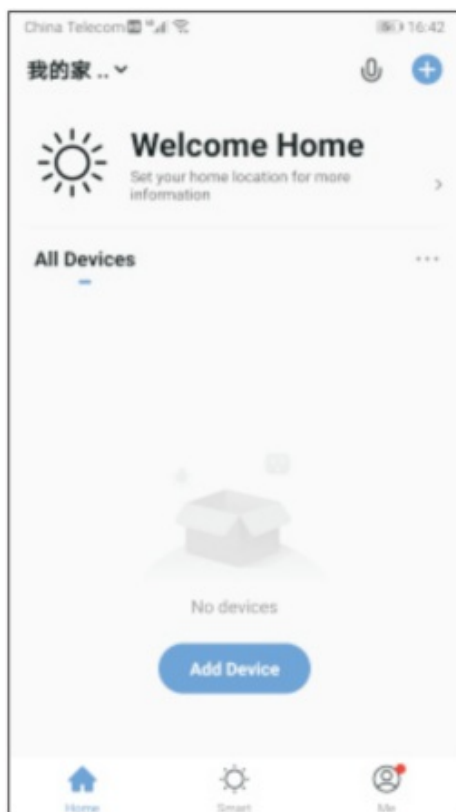 China Telecom 16:42
我的家 ..
Welcome Home
Set your home location for more
information
All Devices
No devices
Add Device
Home Smart Me